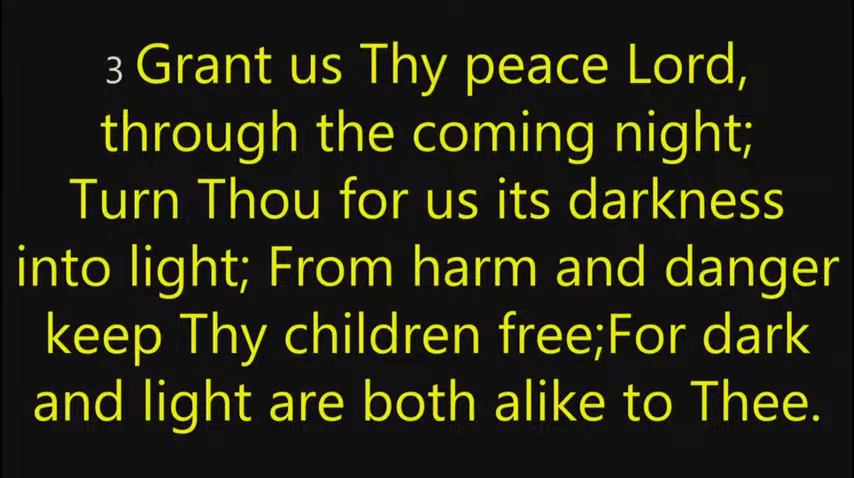 3 Grant us Thy peace Lord,
through the coming night;
Turn Thou for us its darkness
into light; From harm and danger
keep Thy children free;For dark
and light are both alike to Thee.